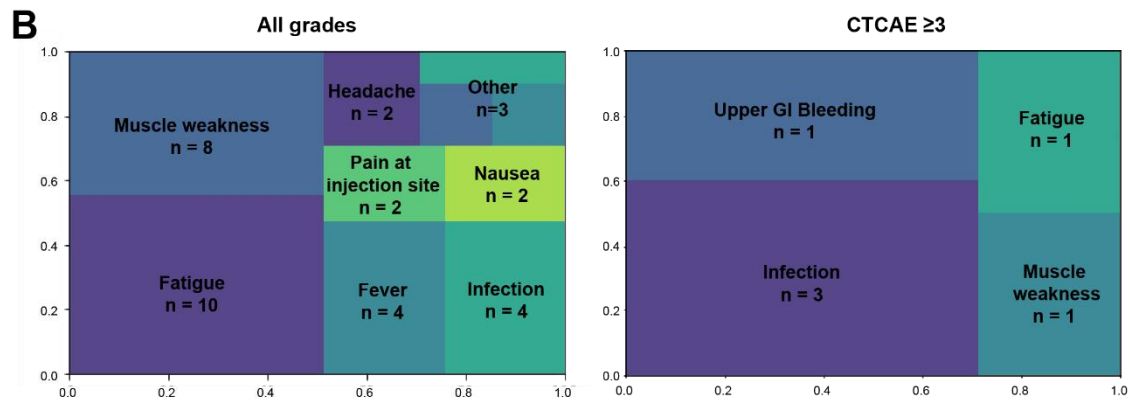 B
All grades
1.0
0.8
0.6
0.4
0.2
0.0
0.0
0.2
0.4
0.6
0.8
1.0
Muscle weakness
n = 8
Headache
n = 2
Other
n=3
Pain at
injection site
n = 2
Nausea
n = 2
Fatigue
n = 10
Fever
n = 4
Infection
n = 4
CTCAE ≥3
1.0
0.8
0.6
0.4
0.2
0.0
0.0
0.2
0.4
0.6
0.8
1.0
Upper GI Bleeding
n = 1
Fatigue
n = 1
Infection
n = 3
Muscle
weakness
n = 1